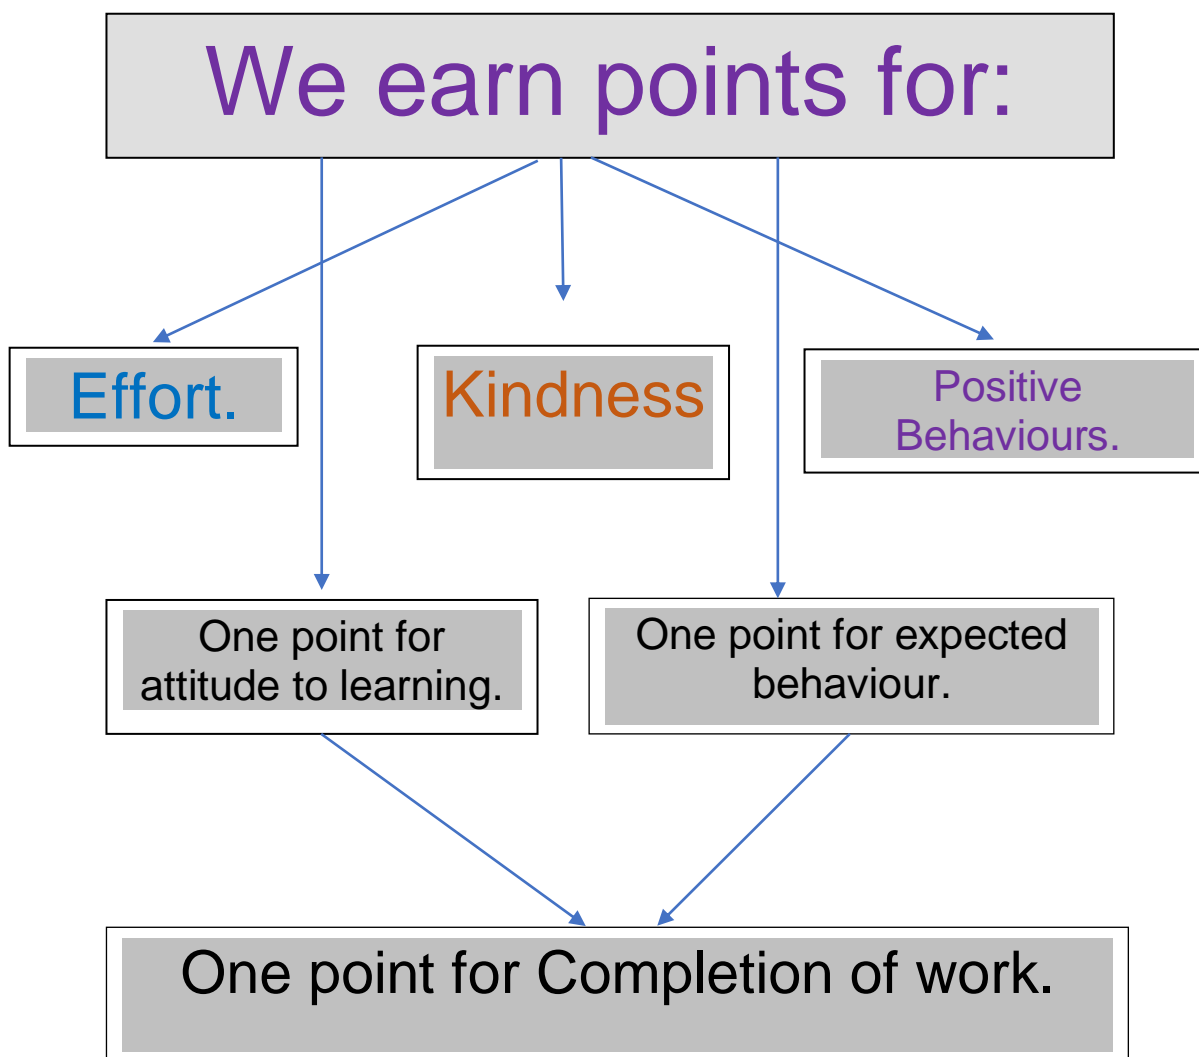 We earn points for:
Effort.
Kindness
Positive
Behaviours.
One point for
attitude to learning.
One point for expected
behaviour.
One point for Completion of work.